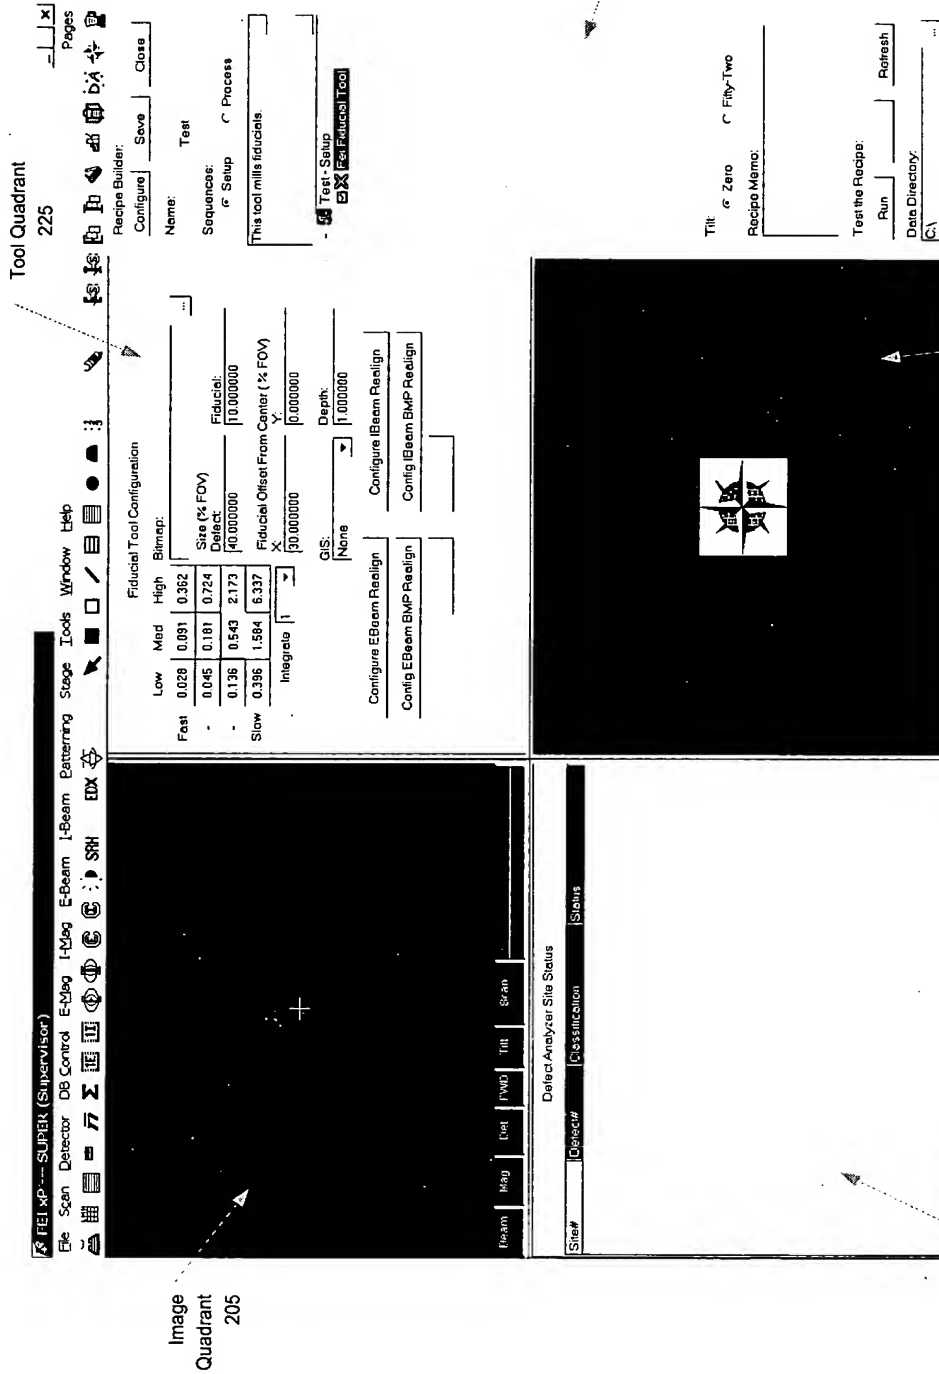 Tool Quadrant
225
FEI xP --- SUPER (Supervisor)
File Scan Detector DB Control E-Mag I-Mag E-Beam I-Beam Patterning Stage Tools Window Help
Pages
SRH EDX
Image
Quadrant
205
Beam Mag Det FWD Tilt Scan
Fiducial Tool Configuration
Low Med High
Fast 0.028 0.091 0.362
- 0.045 0.181 0.724
- 0.136 0.543 2.173
Slow 0.396 1.584 6.337
Integrate 1
Bitmap:
...
Size (% FOV)
Defect: Fiducial:
40.000000 10.000000
Fiducial Offset From Center (% FOV)
X: Y:
30.000000 0.000000
GIS: Depth:
None 1.000000
Configure EBeam Realign Configure IBeam Realign
Config EBeam BMP Realign Config IBeam BMP Realign
Recipe Builder:
Configure Save Close
Name: Test
Sequences:
Setup Process
This tool mills fiducials.
- Test - Setup
Fei Fiducial Tool
Defect Analyzer Site Status
Site# Defect# Classification Status
Tilt:
Zero Fifty-Two
Recipe Memo:
Test the Recipe:
Run Refresh
Data Directory:
C:\ ...